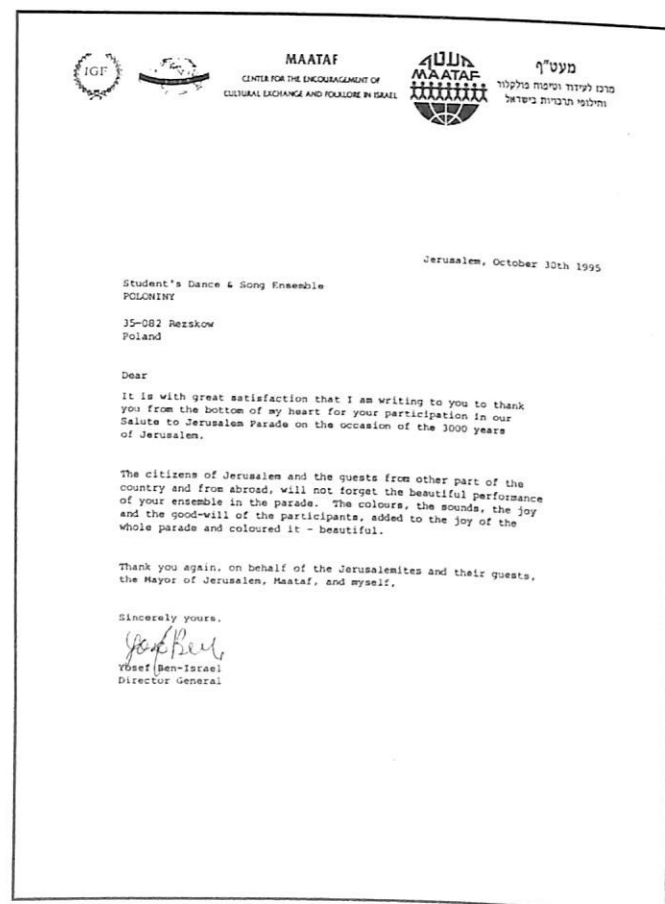 IGF
MAATAF
CENTER FOR THE ENCOURAGEMENT OF
CULTURAL EXCHANGE AND FOLKLORE IN ISRAEL
מעטף
MAATAF
מעט"ף
מרכז לעידוד וטיפוח פולקלור
וחילופי תרבויות בישראל
Jerusalem, October 30th 1995
Student's Dance & Song Ensemble
POLONINY
35-082 Rezskow
Poland
Dear
It is with great satisfaction that I am writing to you to thank
you from the bottom of my heart for your participation in our
Salute to Jerusalem Parade on the occasion of the 3000 years
of Jerusalem.
The citizens of Jerusalem and the guests from other part of the
country and from abroad, will not forget the beautiful performance
of your ensemble in the parade. The colours, the sounds, the joy
and the good-will of the participants, added to the joy of the
whole parade and coloured it - beautiful.
Thank you again, on behalf of the Jerusalemites and their guests,
the Mayor of Jerusalem, Maataf, and myself.
Sincerely yours,
Yosef Ben-Israel
Director General